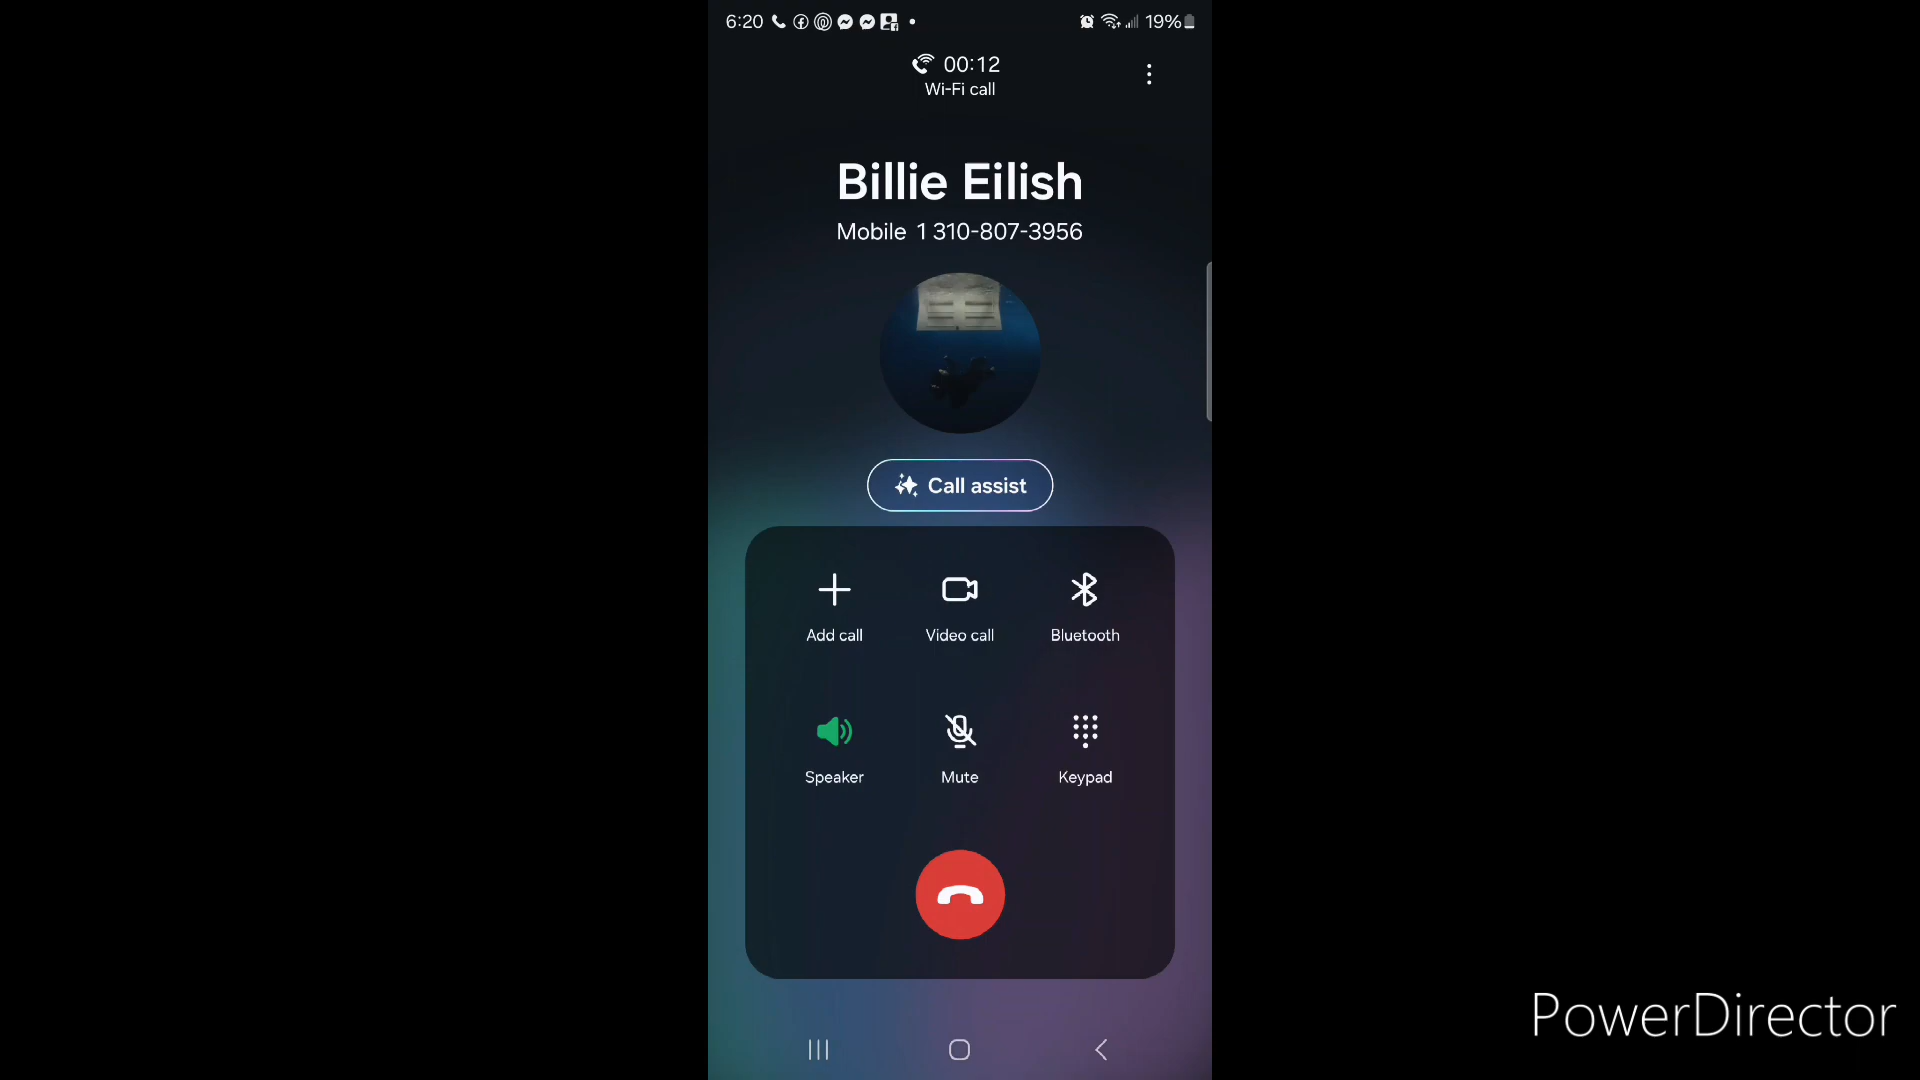 6:20
19%
00:12
Wi-Fi call
Billie Eilish
Mobile 1 310-807-3956
Call assist
Add call
Video call
Bluetooth
Speaker
Mute
Keypad
PowerDirector